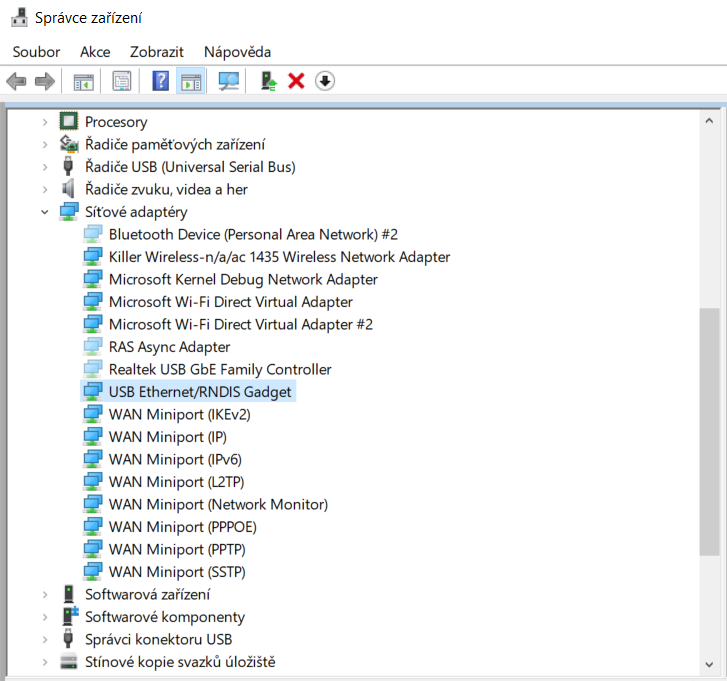 Správce zařízení
Soubor Akce Zobrazit Nápověda
Procesory
Řadiče paměťových zařízení
Řadiče USB (Universal Serial Bus)
Řadiče zvuku, videa a her
Síťové adaptéry
Bluetooth Device (Personal Area Network) #2
Killer Wireless-n/a/ac 1435 Wireless Network Adapter
Microsoft Kernel Debug Network Adapter
Microsoft Wi-Fi Direct Virtual Adapter
Microsoft Wi-Fi Direct Virtual Adapter #2
RAS Async Adapter
Realtek USB GbE Family Controller
USB Ethernet/RNDIS Gadget
WAN Miniport (IKEv2)
WAN Miniport (IP)
WAN Miniport (IPv6)
WAN Miniport (L2TP)
WAN Miniport (Network Monitor)
WAN Miniport (PPPOE)
WAN Miniport (PPTP)
WAN Miniport (SSTP)
Softwarová zařízení
Softwarové komponenty
Správci konektoru USB
Stínové kopie svazků úložiště